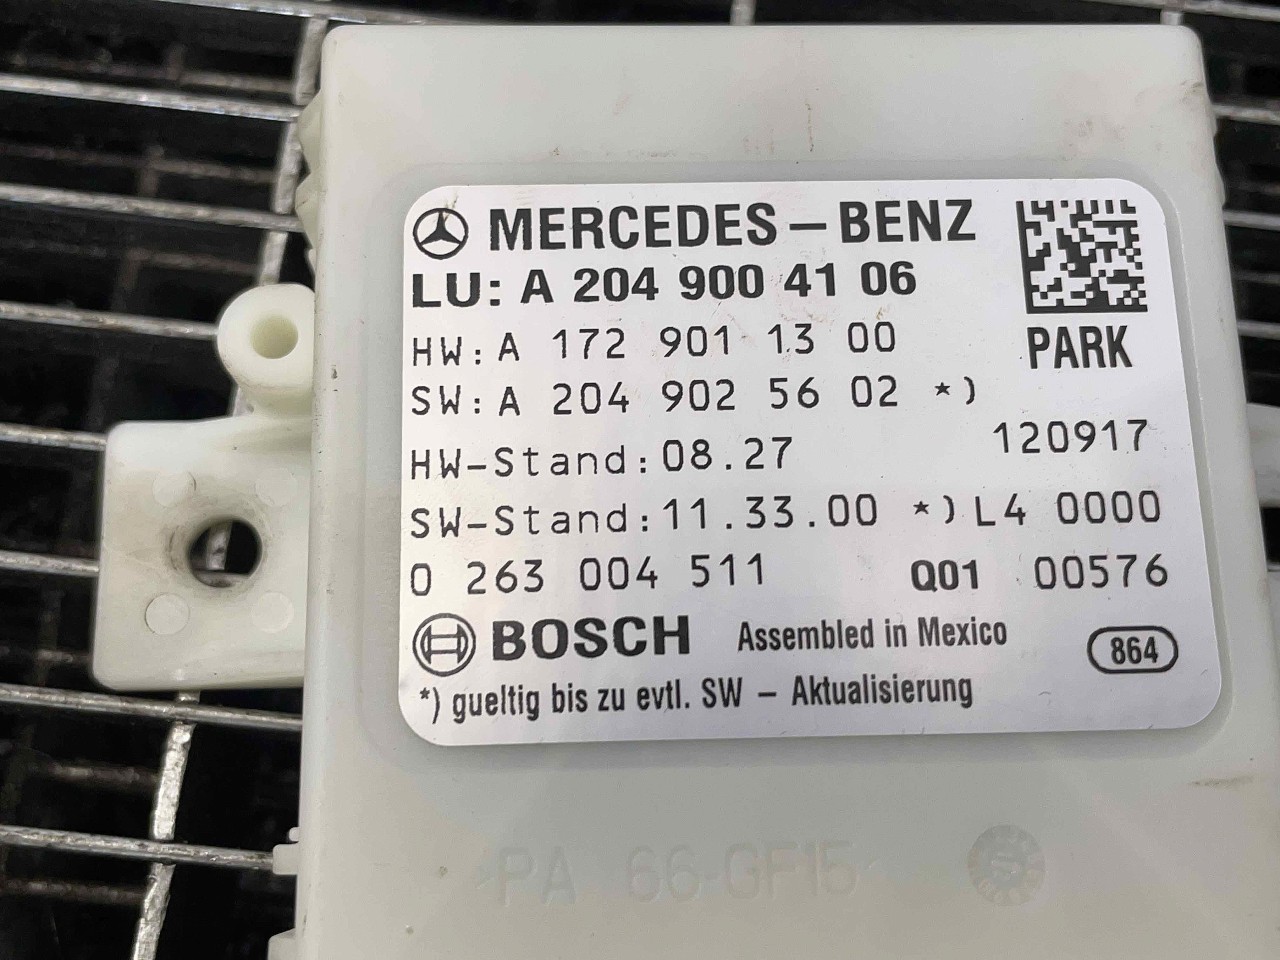 MERCEDES-BENZ
LU: A 204 900 41 06
HW: A 172 901 13 00
PARK
SW: A 204 902 56 02 *)
HW-Stand: 08.27 120917
SW-Stand: 11.33.00 *) L4 0000
0 263 004 511 Q01 00576
BOSCH Assembled in Mexico 864
*) gueltig bis zu evtl. SW - Aktualisierung
>PA 66-GF15<